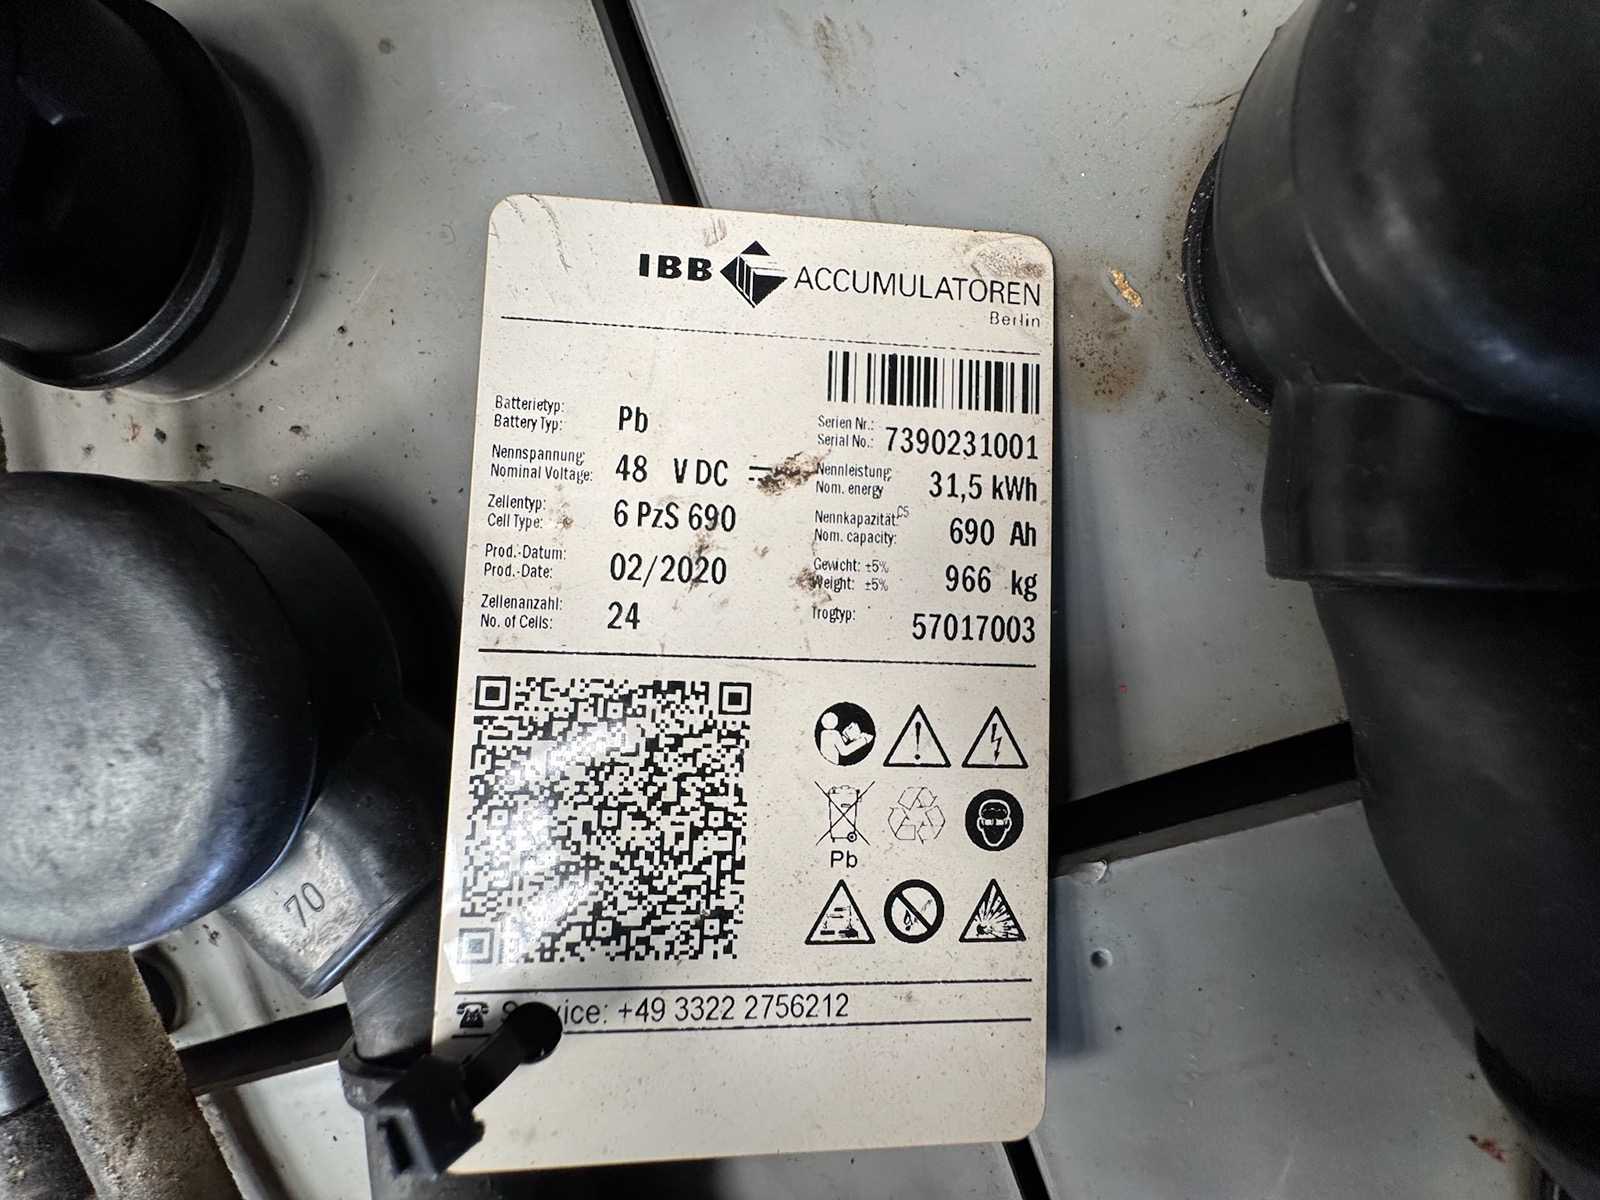 IBB ACCUMULATOREN
Berlin
Batterietyp:
Battery Typ: Pb
Serien Nr.:
Serial No.: 7390231001
Nennspannung:
Nominal Voltage: 48 V DC
Nennleistung:
Nom. energy 31,5 kWh
Zellentyp:
Cell Type: 6 PzS 690
Nennkapazität: C5
Nom. capacity: 690 Ah
Prod.-Datum:
Prod.-Date: 02/2020
Gewicht: ±5%
Weight: ±5% 966 kg
Zellenanzahl:
No. of Cells: 24
Trogtyp: 57017003
Pb
+49 3322 2756212
70